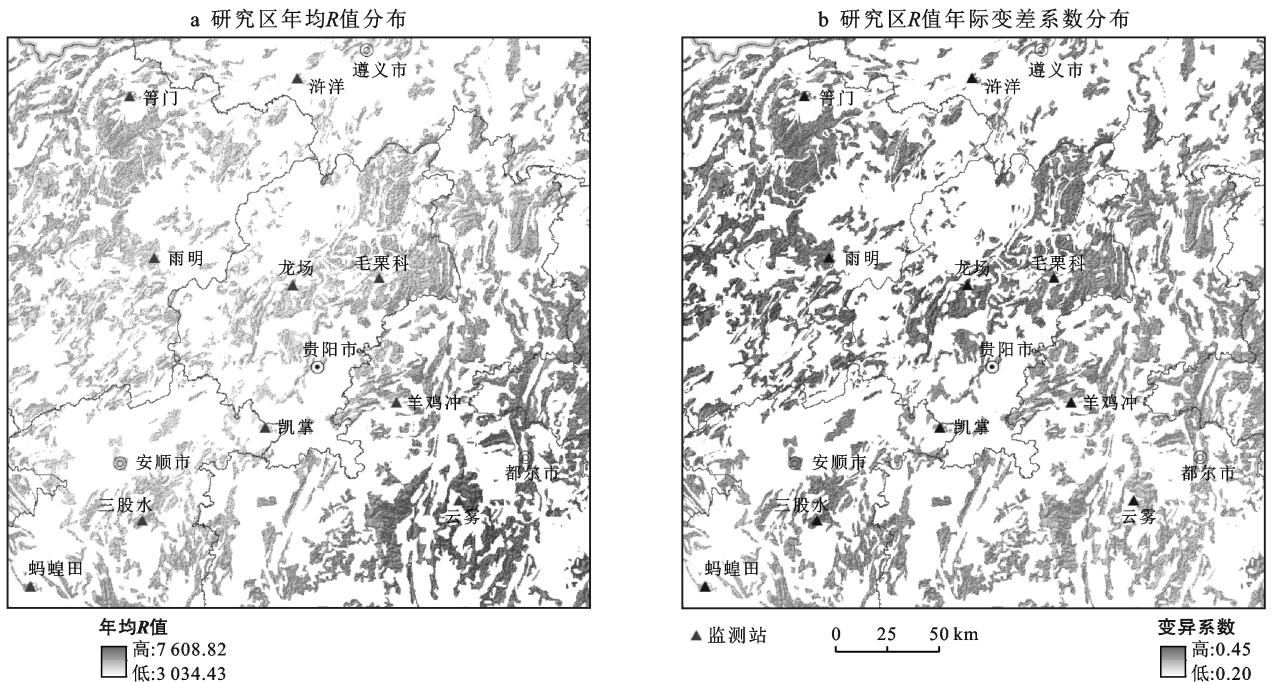 a 研究区年均R值分布
遵义市
浒洋
箐门
雨明
龙场
毛栗科
贵阳市
羊鸡冲
凯掌
安顺市
都尔市
三股水
云雾
蚂蝗田
年均R值
高:7 608.82
低:3 034.43
b 研究区R值年际变差系数分布
遵义市
浒洋
箐门
雨明
龙场
毛栗科
贵阳市
羊鸡冲
凯掌
安顺市
都尔市
三股水
云雾
蚂蝗田
监测站
0 25 50 km
变异系数
高:0.45
低:0.20